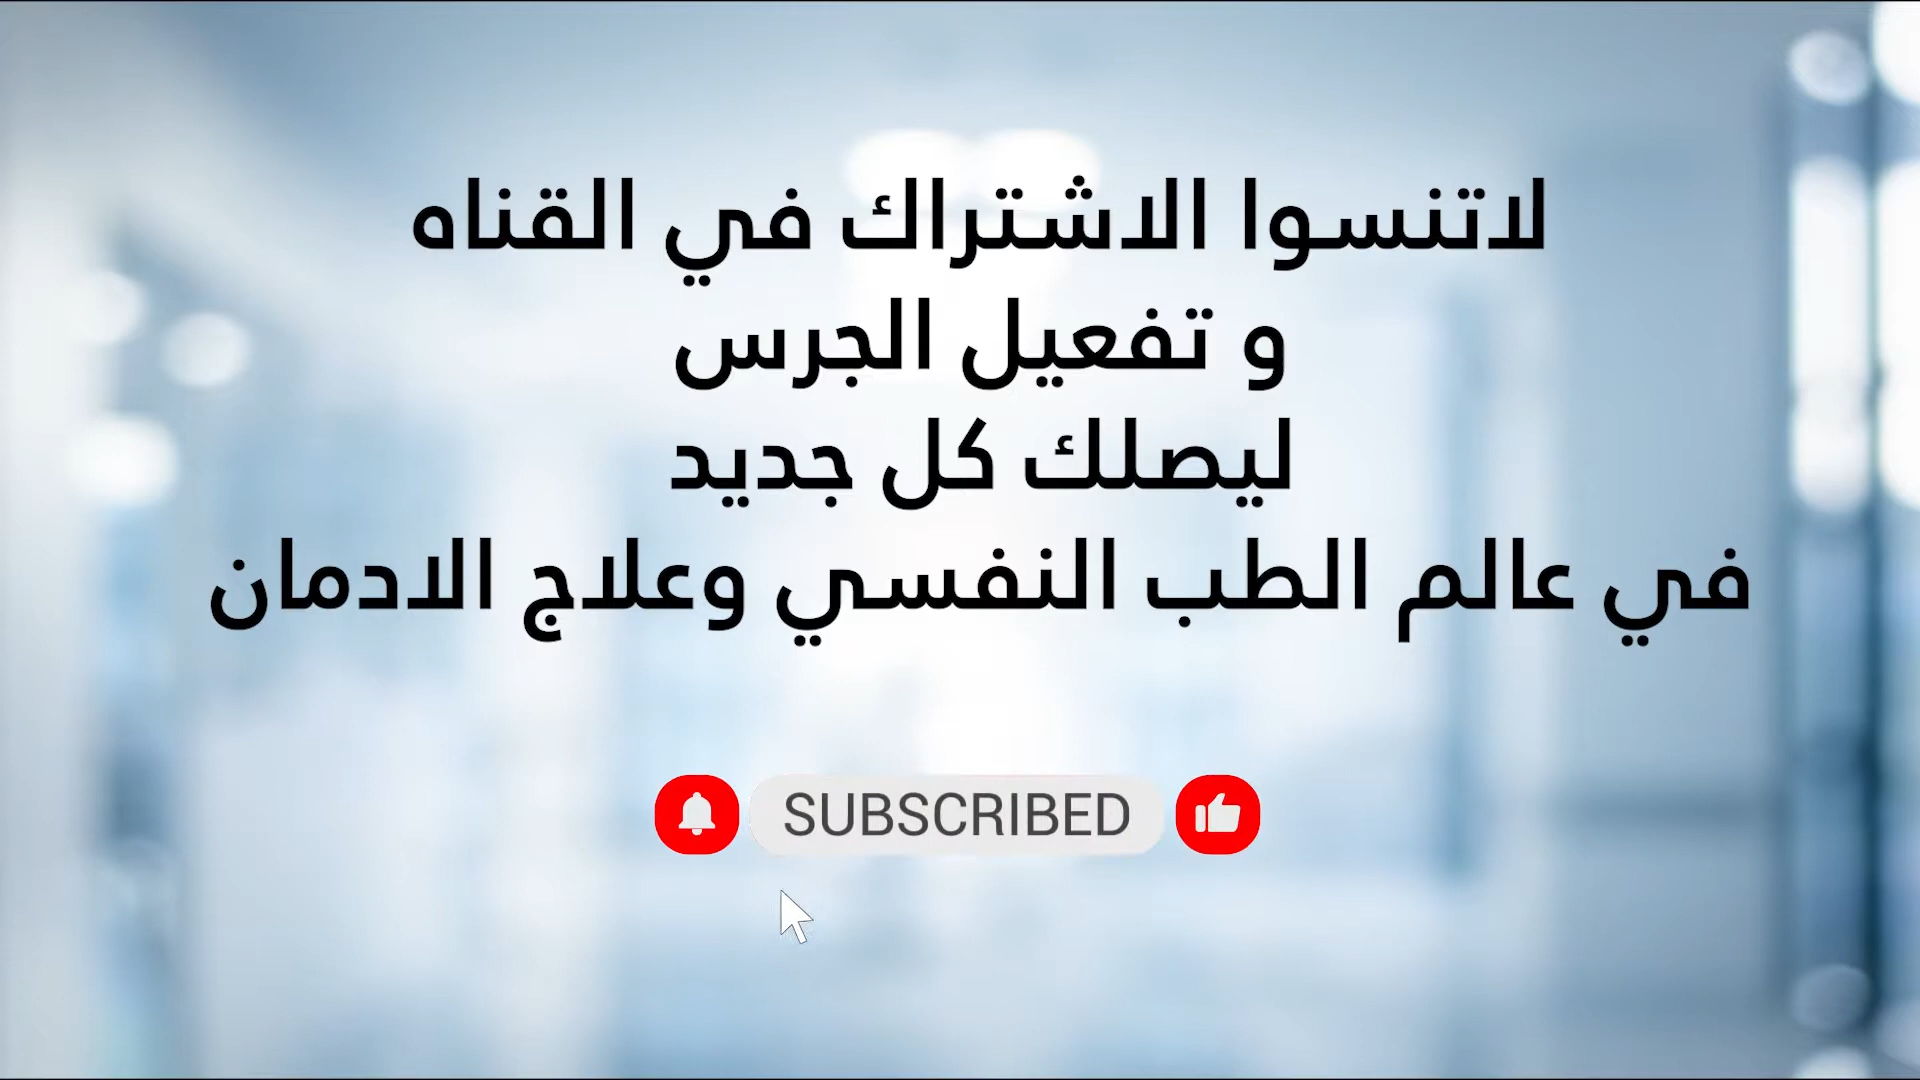 لاتنسوا الاشتراك في القناه
و تفعيل الجرس
ليصلك كل جديد
في عالم الطب النفسي وعلاج الادمان
SUBSCRIBED